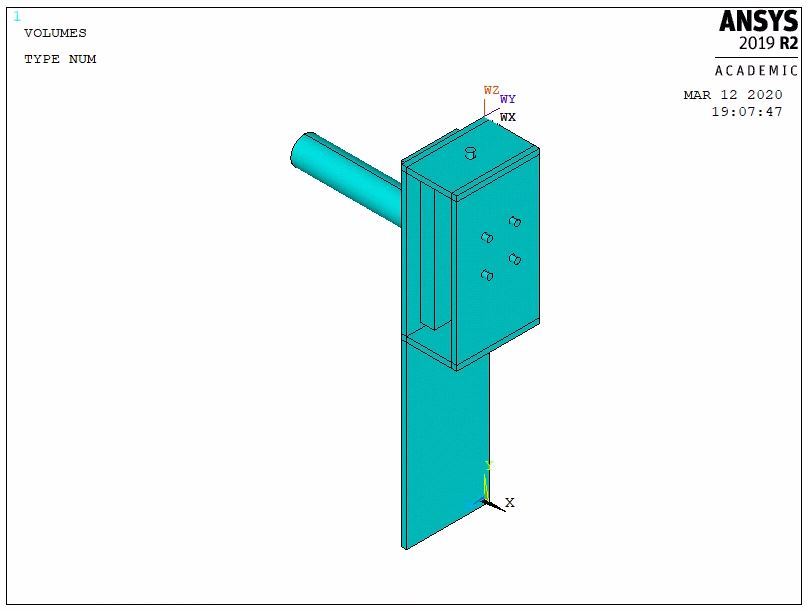 1
VOLUMES
TYPE NUM
ANSYS
2019 R2
ACADEMIC
MAR 12 2020
19:07:47
WZ
WY
WX
Y
X